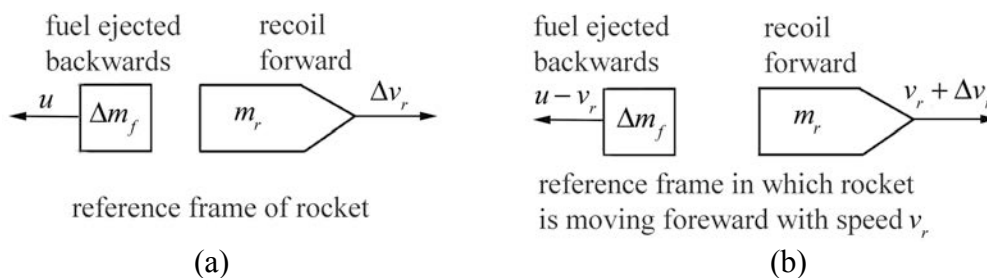 fuel ejected
backwards
recoil
forward
u
Δm_f
m_r
Δv_r
reference frame of rocket
(a)
fuel ejected
backwards
recoil
forward
u − v_r
Δm_f
m_r
v_r + Δv
reference frame in which rocket
is moving foreward with speed v_r
(b)